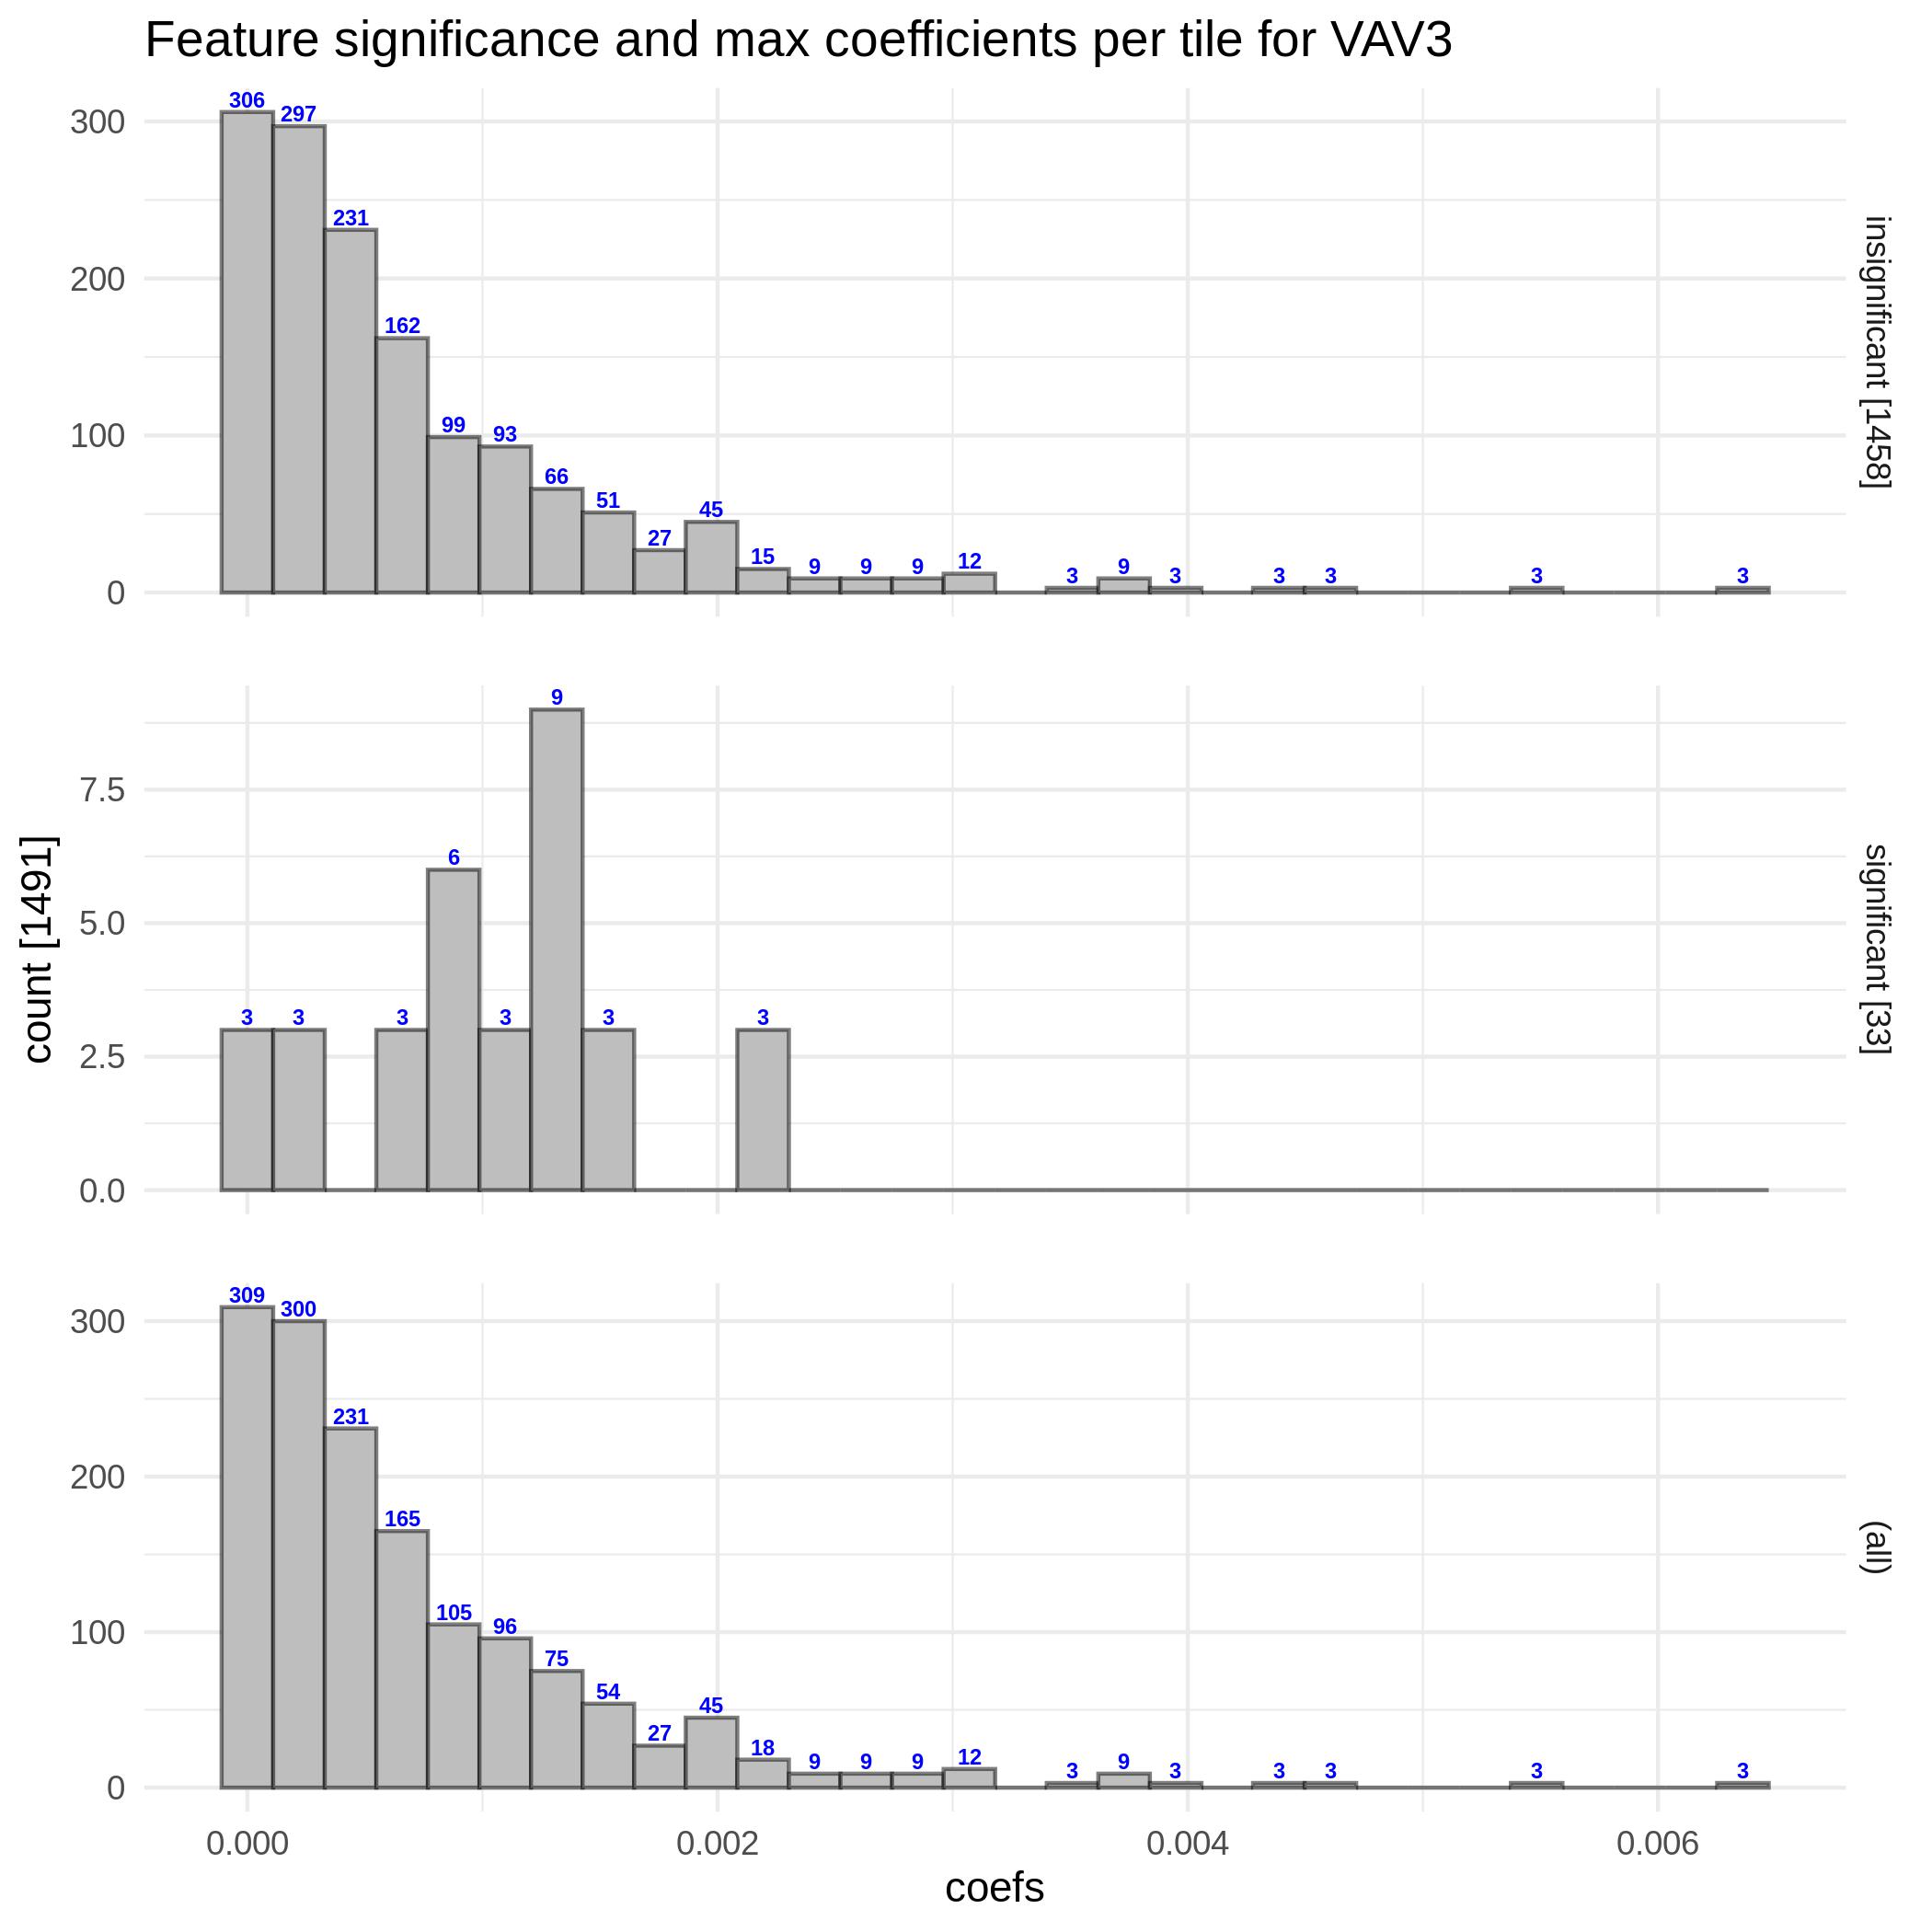 Feature significance and max coefficients per tile for VAV3
306 297 231 162 99 93 66 51 27 45 15 9 9 9 12 3 9 3 3 3 3 3
300
200
100
0
insignificant [1458]
3 3 3 6 3 9 3 3
7.5
5.0
2.5
0.0
significant [33]
count [1491]
309 300 231 165 105 96 75 54 27 45 18 9 9 9 12 3 9 3 3 3 3 3
300
200
100
0
(all)
0.000 0.002 0.004 0.006
coefs